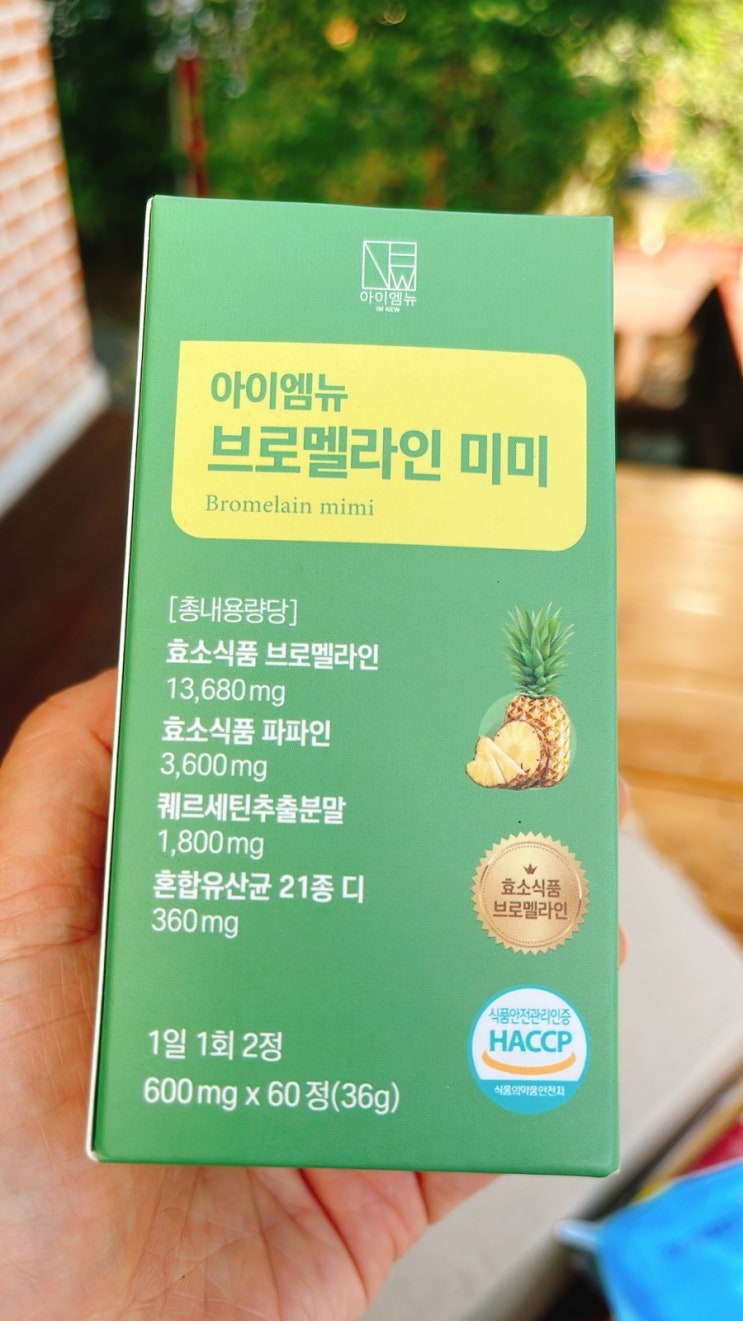 NEW
아이엠뉴
I'M NEW
아이엠뉴
브로멜라인 미미
Bromelain mimi
[총내용량당]
효소식품 브로멜라인
13,680mg
효소식품 파파인
3,600mg
퀘르세틴추출분말
1,800mg
혼합유산균 21종 디
360mg
효소식품
브로멜라인
1일 1회 2정
600mg x 60정(36g)
식품안전관리인증
HACCP
식품의약품안전처